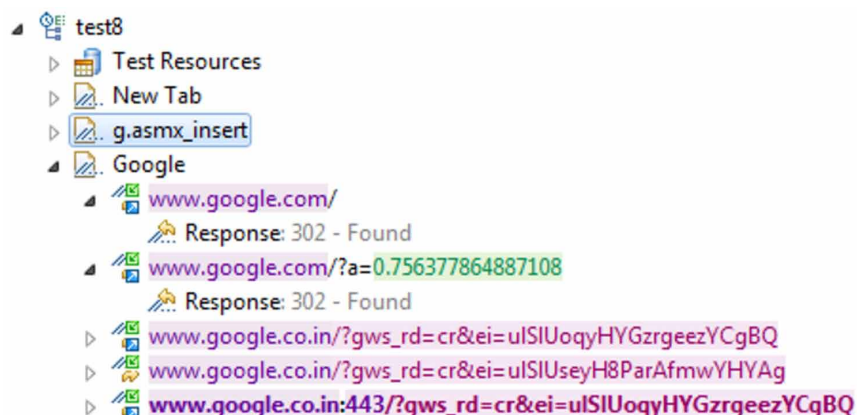 test8
Test Resources
New Tab
g.asmx_insert
Google
www.google.com/
Response: 302 - Found
www.google.com/?a=0.756377864887108
Response: 302 - Found
www.google.co.in/?gws_rd=cr&ei=ulSIUoqyHYGzrgeezYCgBQ
www.google.co.in/?gws_rd=cr&ei=ulSIUseyH8ParAfmwYHYAg
www.google.co.in:443/?gws_rd=cr&ei=ulSIUoqyHYGzrgeezYCgBQ